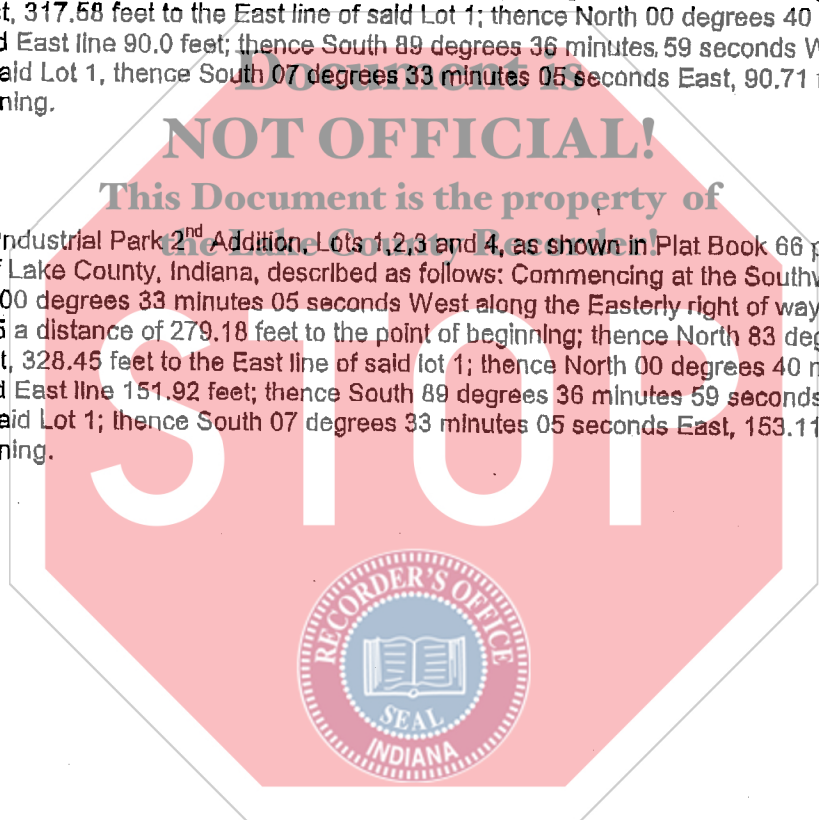 t, 317.58 feet to the East line of said Lot 1; thence North 00 degrees 40
d East line 90.0 feet; thence South 89 degrees 36 minutes, 59 seconds W
aid Lot 1, thence South 07 degrees 33 minutes 05 seconds East, 90.71
ning.
Document is
NOT OFFICIAL!
This Document is the property of
the Lake County Recorder!
ndustrial Park 2nd Addition, Lots 1,2,3 and 4, as shown in Plat Book 66 p
f Lake County, Indiana, described as follows: Commencing at the Southw
00 degrees 33 minutes 05 seconds West along the Easterly right of way
5 a distance of 279.18 feet to the point of beginning; thence North 83 deg
t, 328.45 feet to the East line of said lot 1; thence North 00 degrees 40 m
d East line 151.92 feet; thence South 89 degrees 36 minutes 59 seconds
aid Lot 1; thence South 07 degrees 33 minutes 05 seconds East, 153.11
ning.
STOP
RECORDER'S OFFICE
SEAL
INDIANA